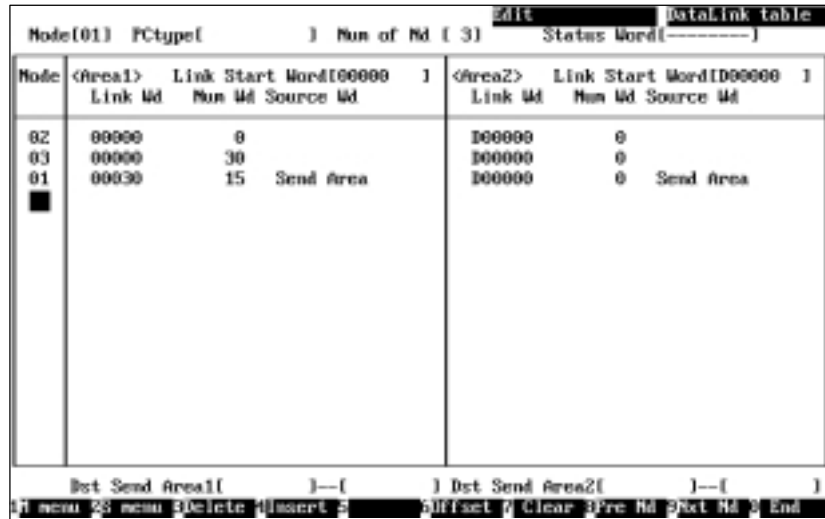 Edit DataLink table
Node[01] PCtype[ ] Num of Nd [ 3] Status Word[--------]
Node <Area1> Link Start Word[00000 ] <Area2> Link Start Word[D00000 ]
Link Wd Num Wd Source Wd Link Wd Num Wd Source Wd
02 00000 0 D00000 0
03 00000 30 D00000 0
01 00030 15 Send Area D00000 0 Send Area
Dst Send Area1[ ]--[ ] Dst Send Area2[ ]--[ ]
1M menu 2S menu 3Delete 4Insert 5 6Offset 7 Clear 8Pre Nd 9Nxt Nd 0 End